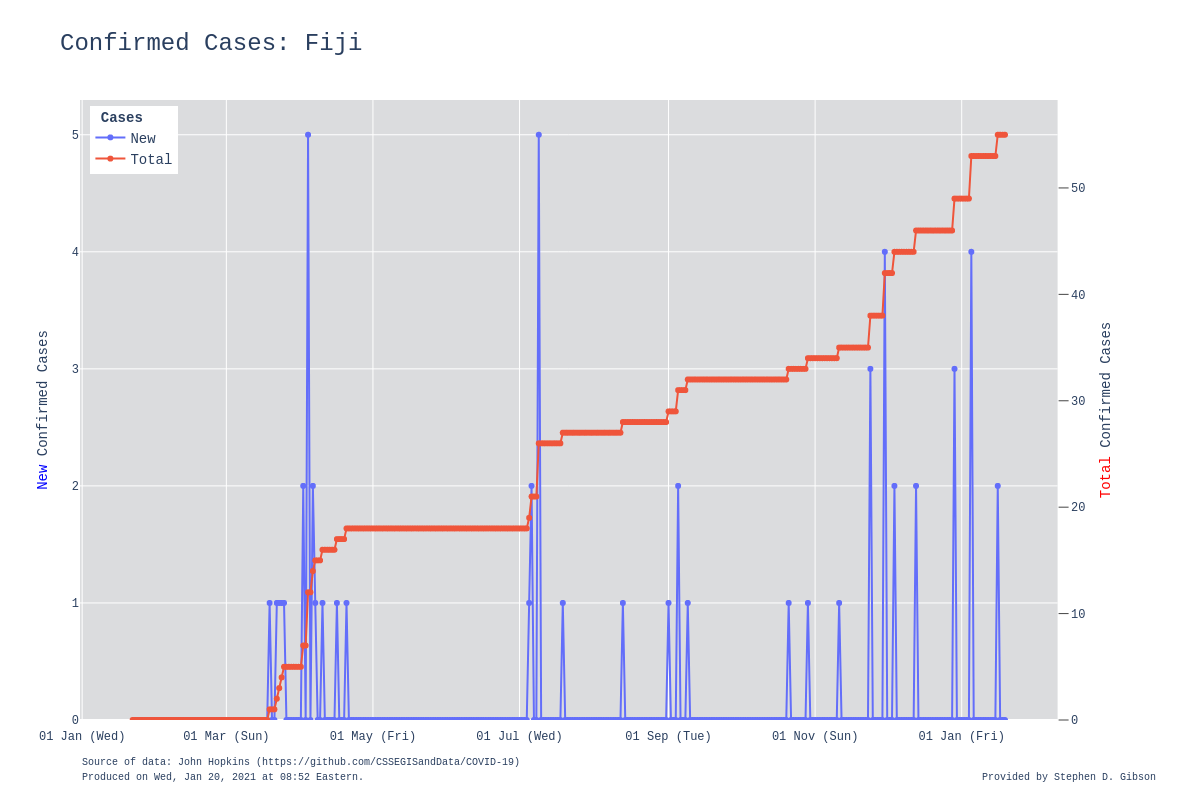 Confirmed Cases: Fiji
Cases
New
Total
5
4
3
2
1
0
50
40
30
20
10
0
New Confirmed Cases
Total Confirmed Cases
01 Jan (Wed) 01 Mar (Sun) 01 May (Fri) 01 Jul (Wed) 01 Sep (Tue) 01 Nov (Sun) 01 Jan (Fri)
Source of data: John Hopkins (https://github.com/CSSEGISandData/COVID-19)
Produced on Wed, Jan 20, 2021 at 08:52 Eastern.
Provided by Stephen D. Gibson